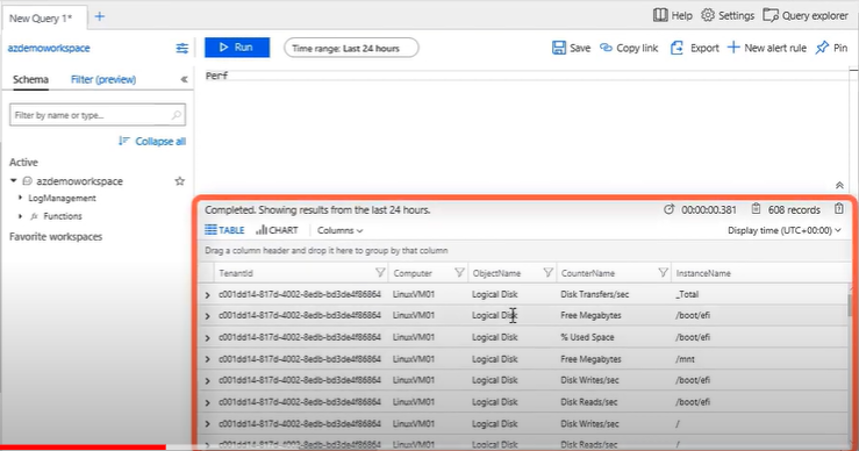 New Query 1* +
Help Settings Query explorer
azdemoworkspace
Run
Time range: Last 24 hours
Save Copy link Export New alert rule Pin
Schema Filter (preview) «
Perf
Filter by name or type...
Collapse all
Active
azdemoworkspace
LogManagement
fx Functions
Favorite workspaces
Completed. Showing results from the last 24 hours.
00:00:00.381 608 records
TABLE CHART Columns
Display time (UTC+00:00)
Drag a column header and drop it here to group by that column
TenantId Computer ObjectName CounterName InstanceName
c001dd14-817d-4002-8edb-bd3de4f86864 LinuxVM01 Logical Disk Disk Transfers/sec _Total
c001dd14-817d-4002-8edb-bd3de4f86864 LinuxVM01 Logical Disk Free Megabytes /boot/efi
c001dd14-817d-4002-8edb-bd3de4f86864 LinuxVM01 Logical Disk % Used Space /boot/efi
c001dd14-817d-4002-8edb-bd3de4f86864 LinuxVM01 Logical Disk Free Megabytes /mnt
c001dd14-817d-4002-8edb-bd3de4f86864 LinuxVM01 Logical Disk Disk Writes/sec /boot/efi
c001dd14-817d-4002-8edb-bd3de4f86864 LinuxVM01 Logical Disk Disk Reads/sec /boot/efi
c001dd14-817d-4002-8edb-bd3de4f86864 LinuxVM01 Logical Disk Disk Writes/sec /
c001dd14-817d-4002-8edb-bd3de4f86864 LinuxVM01 Logical Disk Disk Reads/sec /